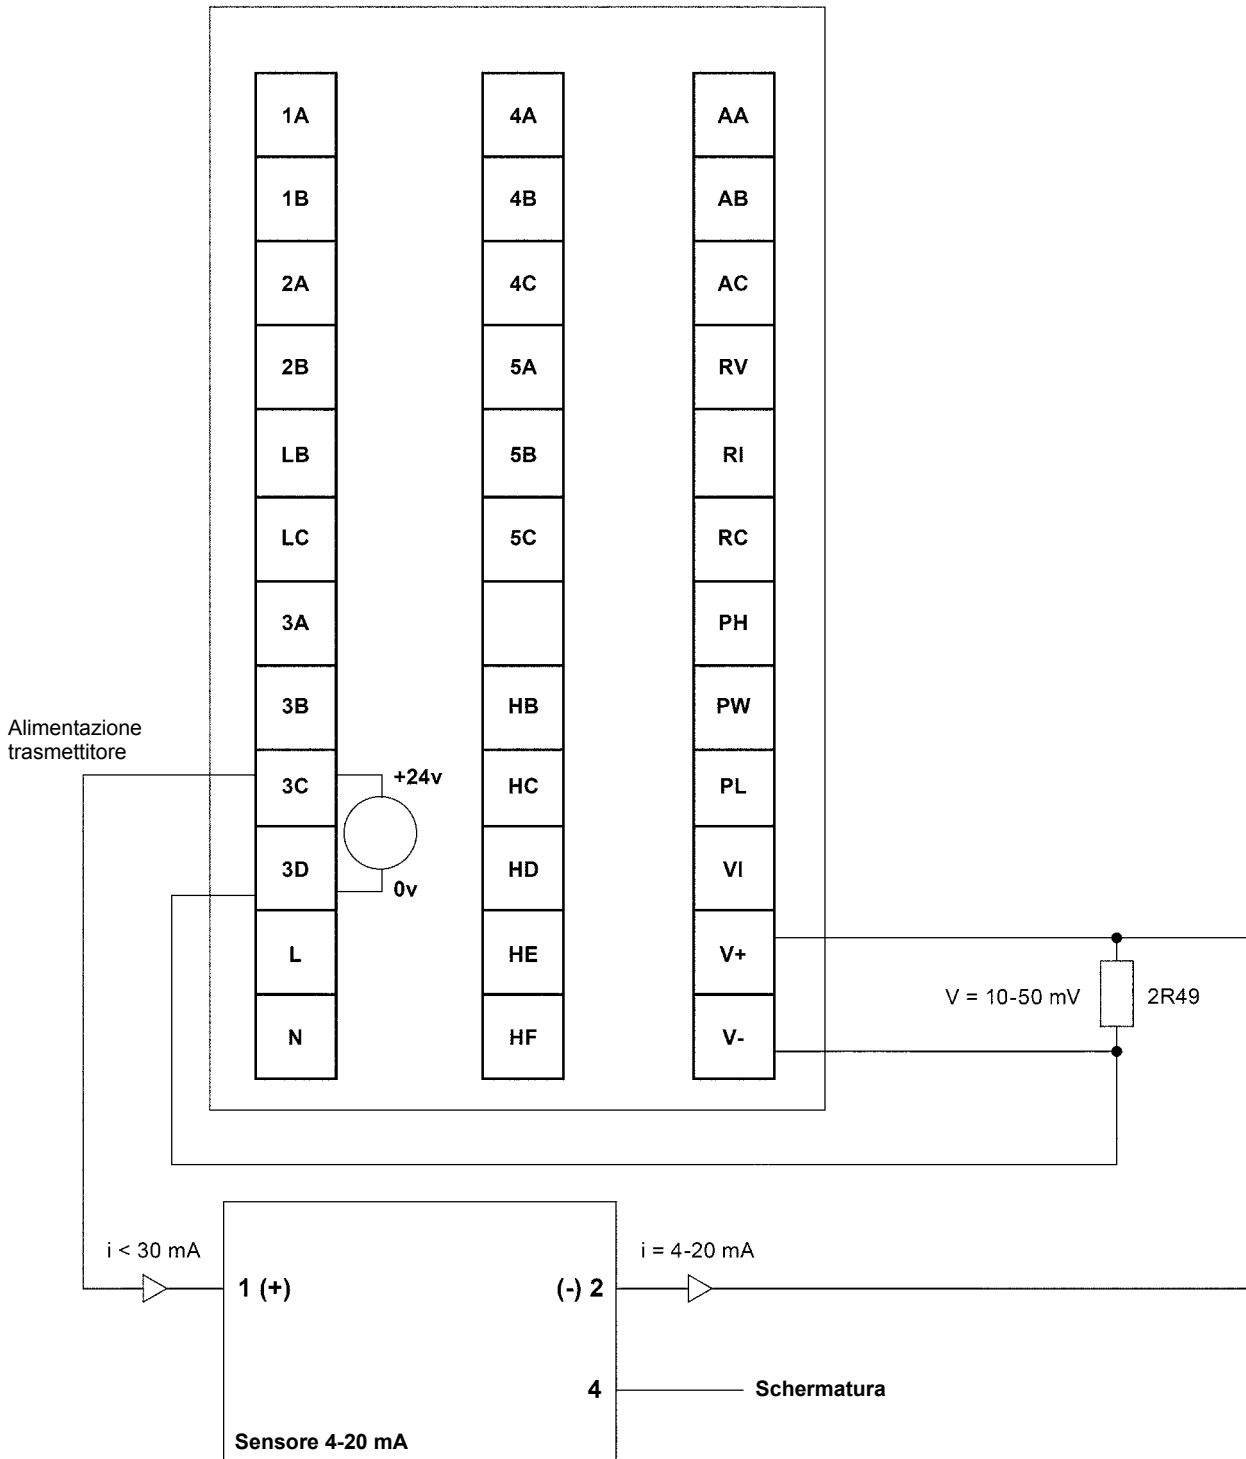 1A
1B
2A
2B
LB
LC
3A
3B
3C
3D
L
N
4A
4B
4C
5A
5B
5C
HB
HC
HD
HE
HF
AA
AB
AC
RV
RI
RC
PH
PW
PL
VI
V+
V-
Alimentazione
trasmettitore
+24v
0v
V = 10-50 mV
2R49
i < 30 mA
i = 4-20 mA
1 (+)
(-) 2
4
Schermatura
Sensore 4-20 mA